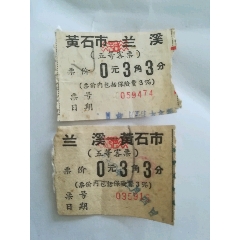 黄石市 兰溪
(五等客票)
票价 0元3角3分
(票价内包括保险费3%)
票号 059474
日期
兰溪 黄石市
(五等客票)
票价 0元3角3分
(票价内包括保险费3%)
票号
日期